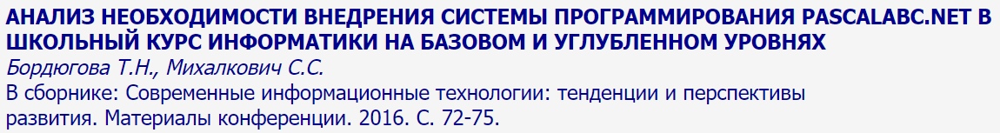 АНАЛИЗ НЕОБХОДИМОСТИ ВНЕДРЕНИЯ СИСТЕМЫ ПРОГРАММИРОВАНИЯ PASCALABC.NET В
ШКОЛЬНЫЙ КУРС ИНФОРМАТИКИ НА БАЗОВОМ И УГЛУБЛЕННОМ УРОВНЯХ
Бордюгова Т.Н., Михалкович С.С.
В сборнике: Современные информационные технологии: тенденции и перспективы
развития. Материалы конференции. 2016. С. 72-75.